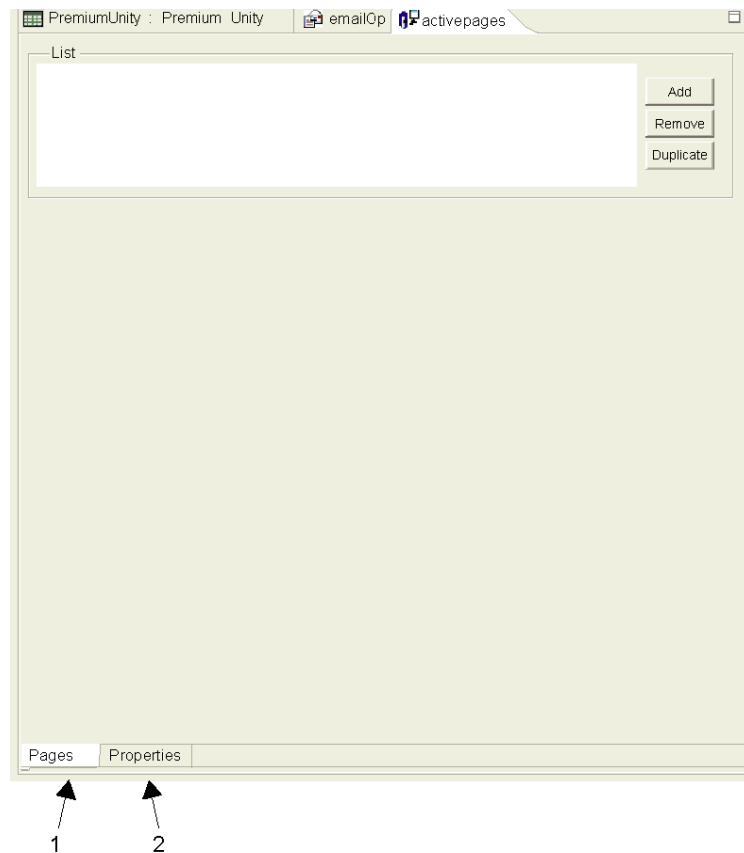 PremiumUnity : Premium Unity emailOp activepages
List
Add
Remove
Duplicate
Pages Properties
1 2